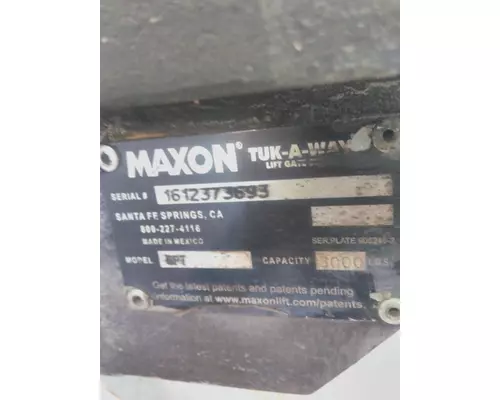 MAXON® TUK-A-WAY
LIFT GATE
SERIAL # 1612373693
SANTA FE SPRINGS, CA
800-227-4116
MADE IN MEXICO
SER.PLATE
MODEL CAPACITY 3000 LBS.
Get the latest patents and patents pending
information at www.maxonlift.com/patents.